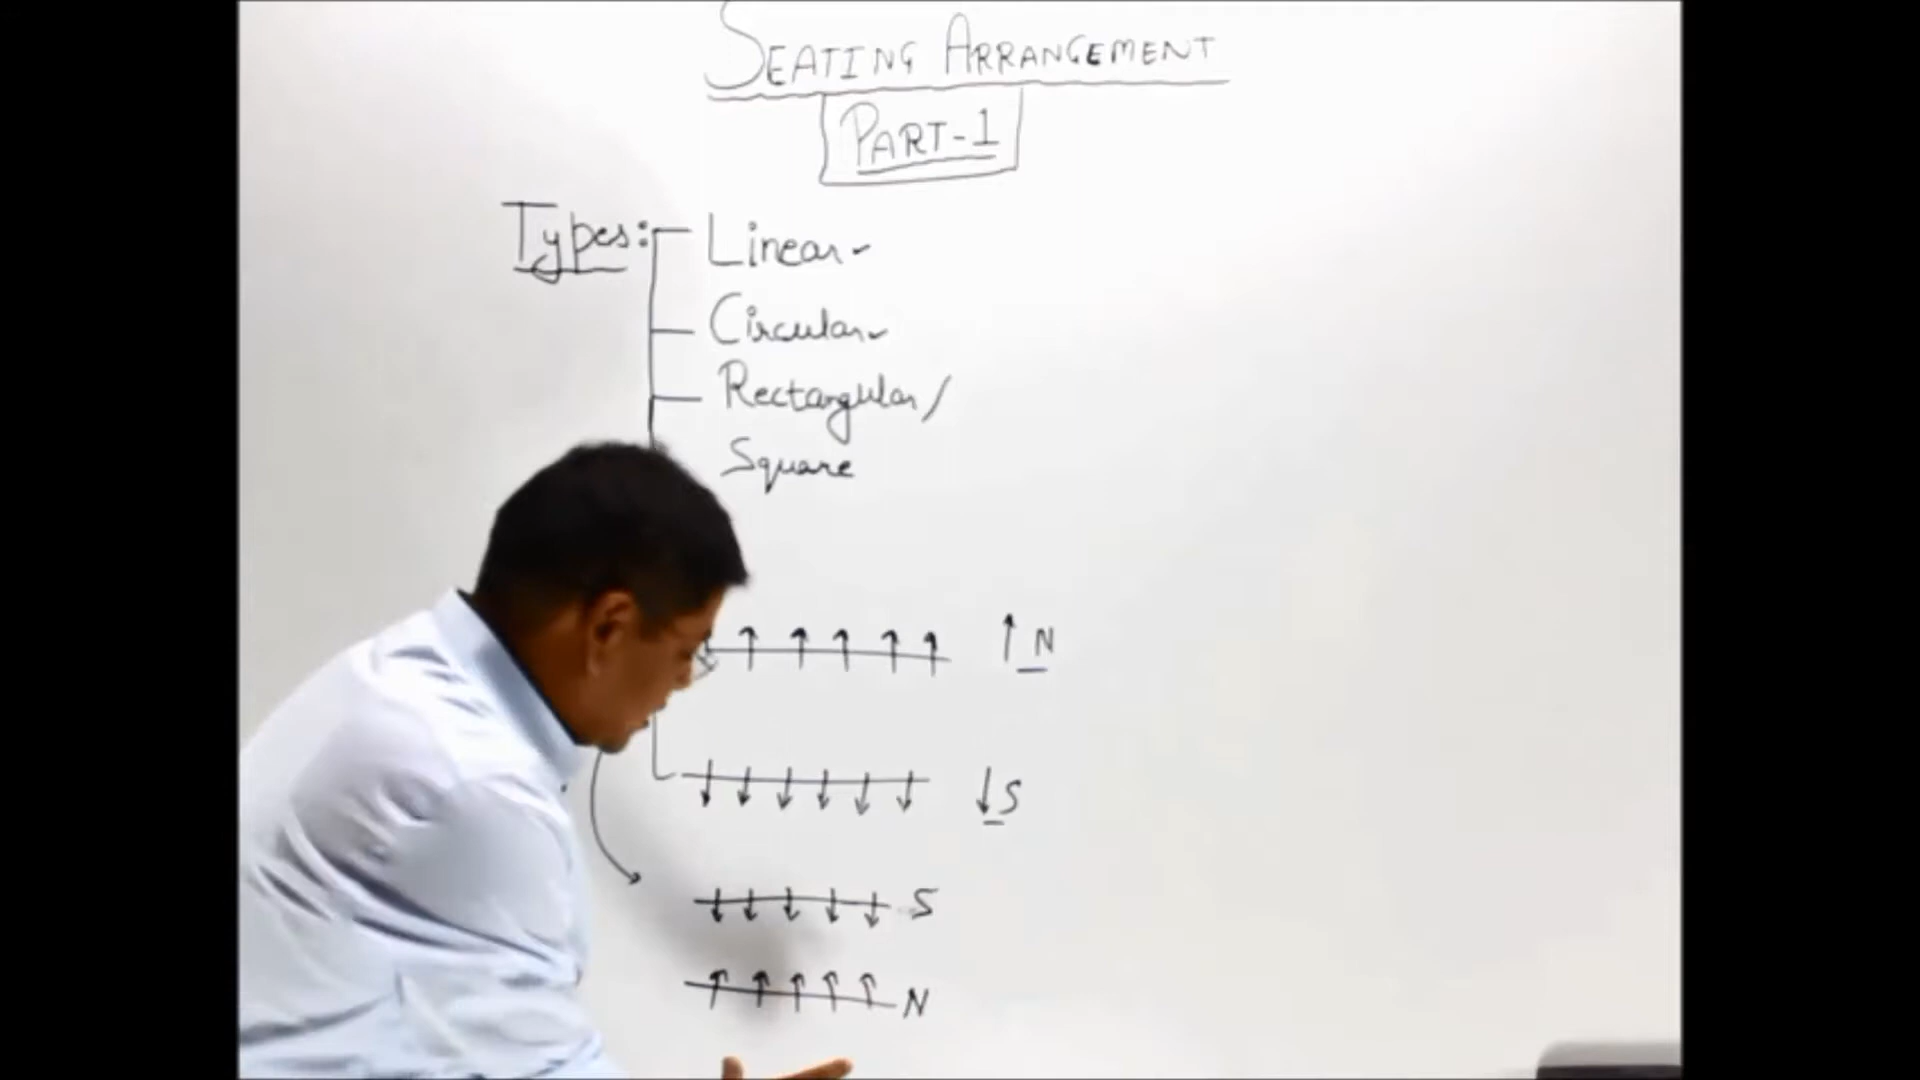 SEATING ARRANGEMENT
PART-1
Types:
Linear
Circular
Rectangular/
Square
N
S
S
N